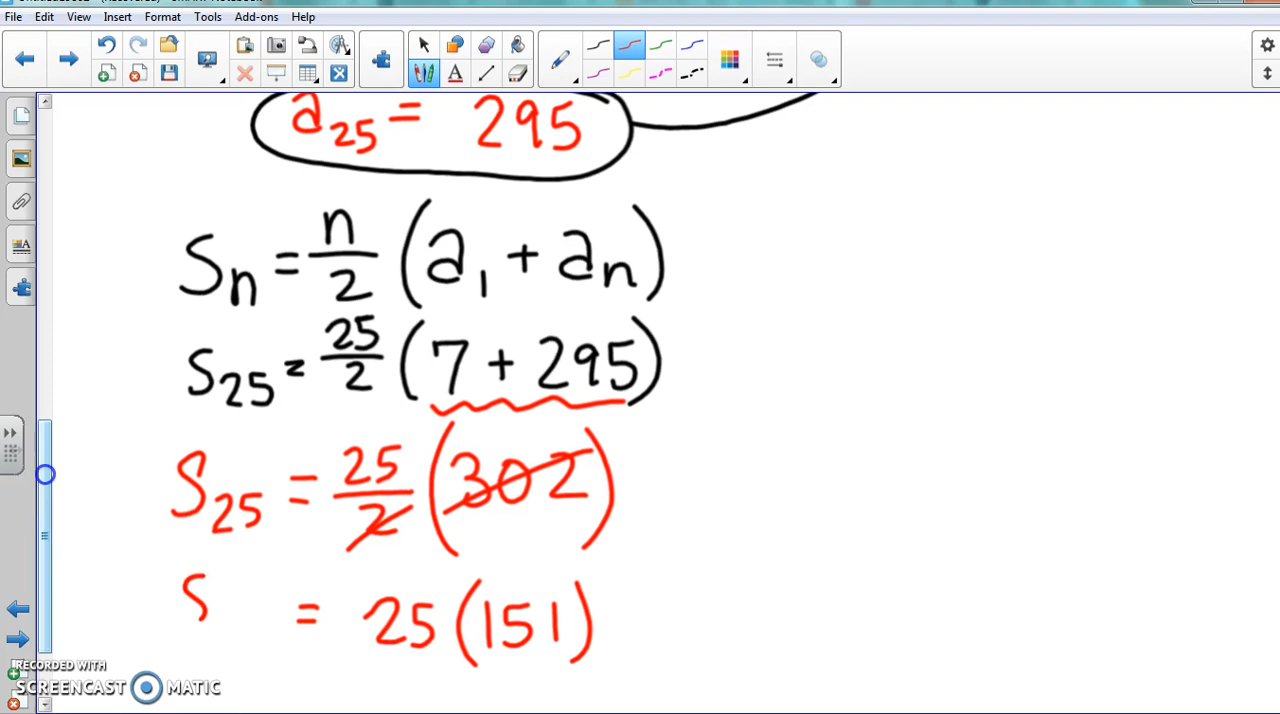 File Edit View Insert Format Tools Add-ons Help
a25 = 295
Sn = n/2 (a1 + an)
S25 = 25/2 (7 + 295)
S25 = 25/2 (302)
S = 25(151)
RECORDED WITH
SCREENCAST MATIC